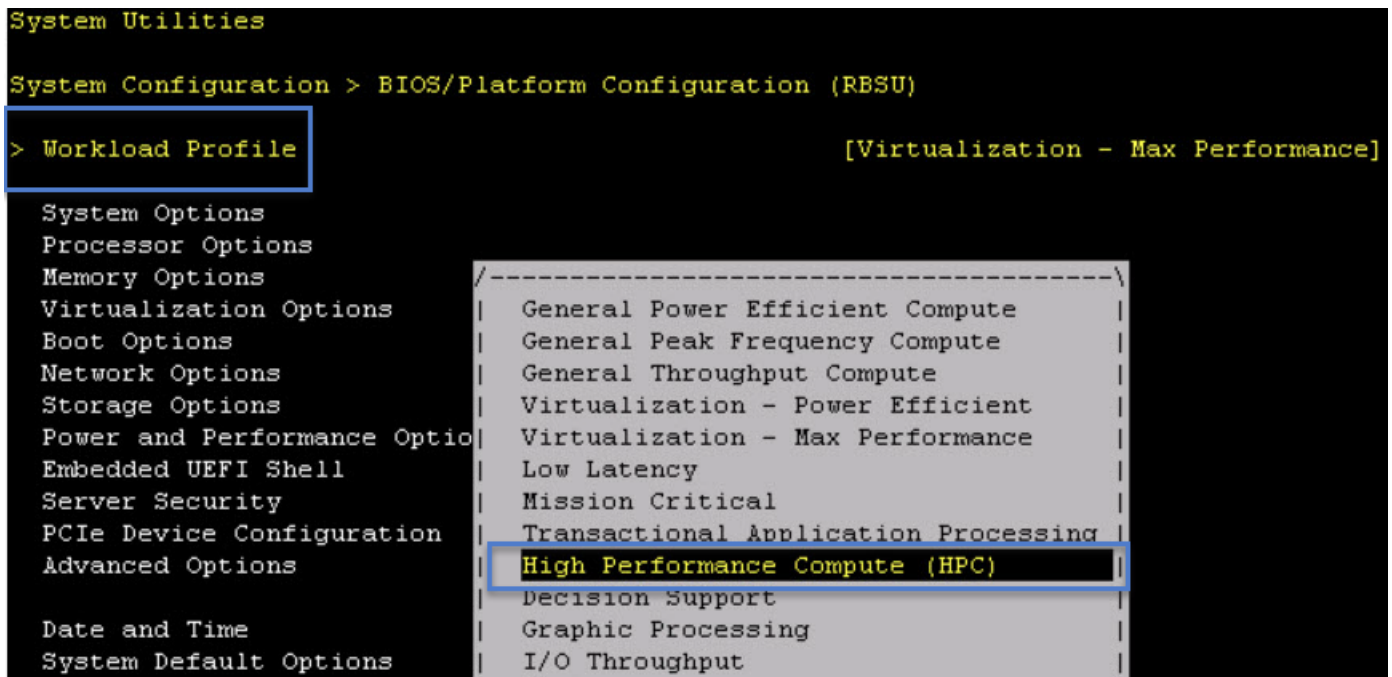 System Utilities
System Configuration > BIOS/Platform Configuration (RBSU)
> Workload Profile [Virtualization - Max Performance]
System Options
Processor Options
Memory Options
Virtualization Options
Boot Options
Network Options
Storage Options
Power and Performance Optio
Embedded UEFI Shell
Server Security
PCIe Device Configuration
Advanced Options
Date and Time
System Default Options
/---------------------------------------\
| General Power Efficient Compute |
| General Peak Frequency Compute |
| General Throughput Compute |
| Virtualization - Power Efficient |
| Virtualization - Max Performance |
| Low Latency |
| Mission Critical |
| Transactional Application Processing |
| High Performance Compute (HPC) |
| Decision Support |
| Graphic Processing |
| I/O Throughput |